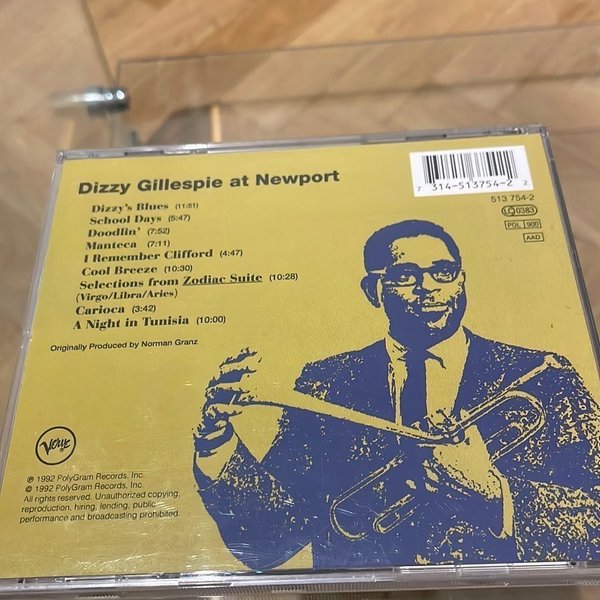 Dizzy Gillespie at Newport
7 314-513754-2 2
513 754-2
LC 0383
PDL 900
AAD
Dizzy's Blues (11:51)
School Days (5:47)
Doodlin' (7:52)
Manteca (7:11)
I Remember Clifford (4:47)
Cool Breeze (10:30)
Selections from Zodiac Suite (10:28)
(Virgo/Libra/Aries)
Carioca (3:42)
A Night in Tunisia (10:00)
Originally Produced by Norman Granz
Verve
℗ 1992 PolyGram Records, Inc.
© 1992 PolyGram Records, Inc.
All rights reserved. Unauthorized copying,
reproduction, hiring, lending, public
performance and broadcasting prohibited.